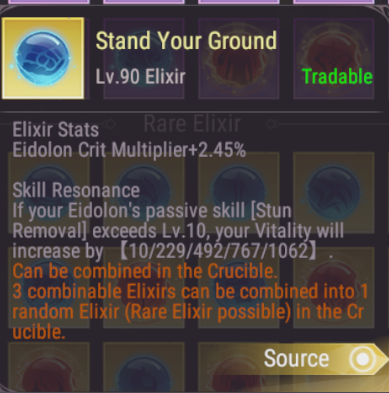 Stand Your Ground
Lv.90 Elixir
Tradable
Rare Elixir
Elixir Stats
Eidolon Crit Multiplier+2.45%
Skill Resonance
If your Eidolon's passive skill [Stun
Removal] exceeds Lv.10, your Vitality will
increase by 【10/229/492/767/1062】.
Can be combined in the Crucible.
3 combinable Elixirs can be combined into 1
random Elixir (Rare Elixir possible) in the Cr
ucible.
Source